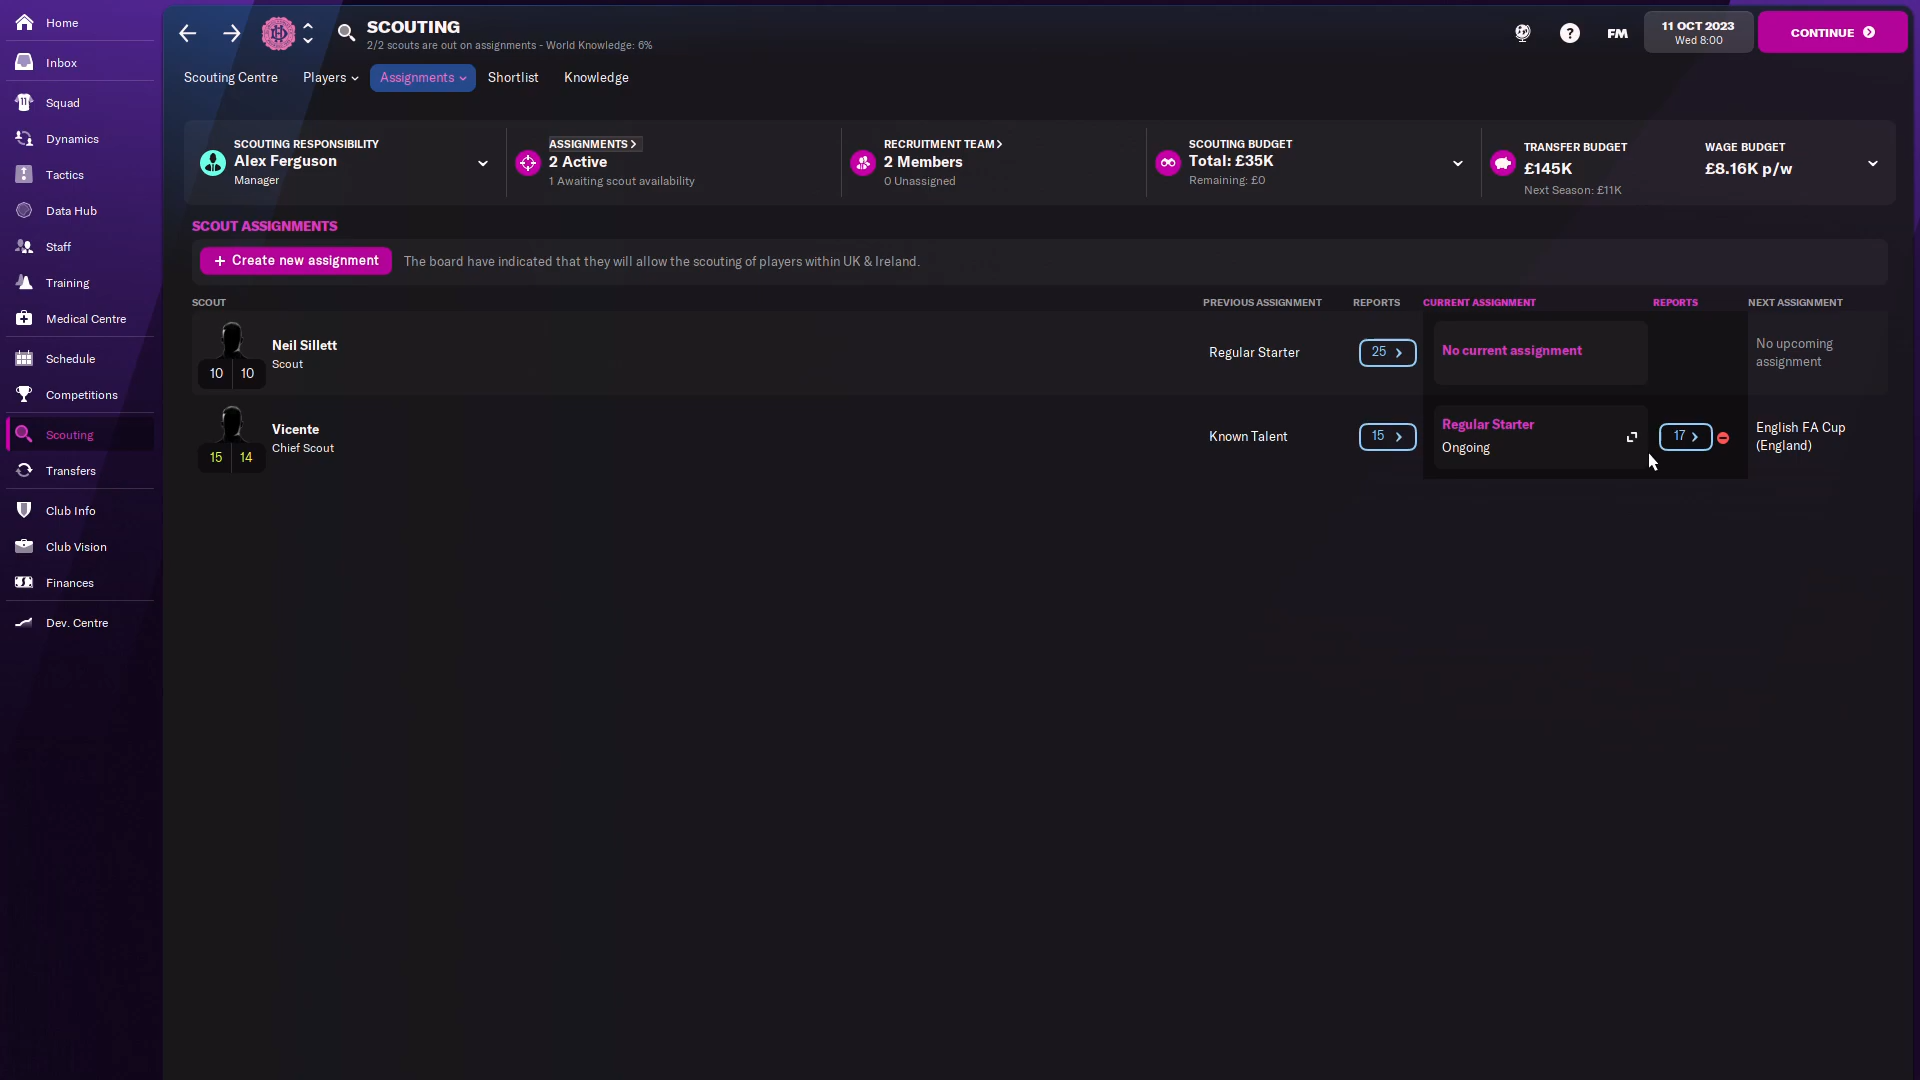 Home
Inbox
Squad
Dynamics
Tactics
Data Hub
Staff
Training
Medical Centre
Schedule
Competitions
Scouting
Transfers
Club Info
Club Vision
Finances
Dev. Centre
SCOUTING
2/2 scouts are out on assignments - World Knowledge: 6%
FM
11 OCT 2023
Wed 8:00
CONTINUE
Scouting Centre
Players
Assignments
Shortlist
Knowledge
SCOUTING RESPONSIBILITY
Alex Ferguson
Manager
ASSIGNMENTS
2 Active
1 Awaiting scout availability
RECRUITMENT TEAM
2 Members
0 Unassigned
SCOUTING BUDGET
Total: £35K
Remaining: £0
TRANSFER BUDGET
£145K
Next Season: £11K
WAGE BUDGET
£8.16K p/w
SCOUT ASSIGNMENTS
+ Create new assignment
The board have indicated that they will allow the scouting of players within UK & Ireland.
SCOUT PREVIOUS ASSIGNMENT REPORTS CURRENT ASSIGNMENT REPORTS NEXT ASSIGNMENT
10 10
Neil Sillett
Scout
Regular Starter
25
No current assignment
No upcoming
assignment
15 14
Vicente
Chief Scout
Known Talent
15
Regular Starter
Ongoing
17
English FA Cup
(England)